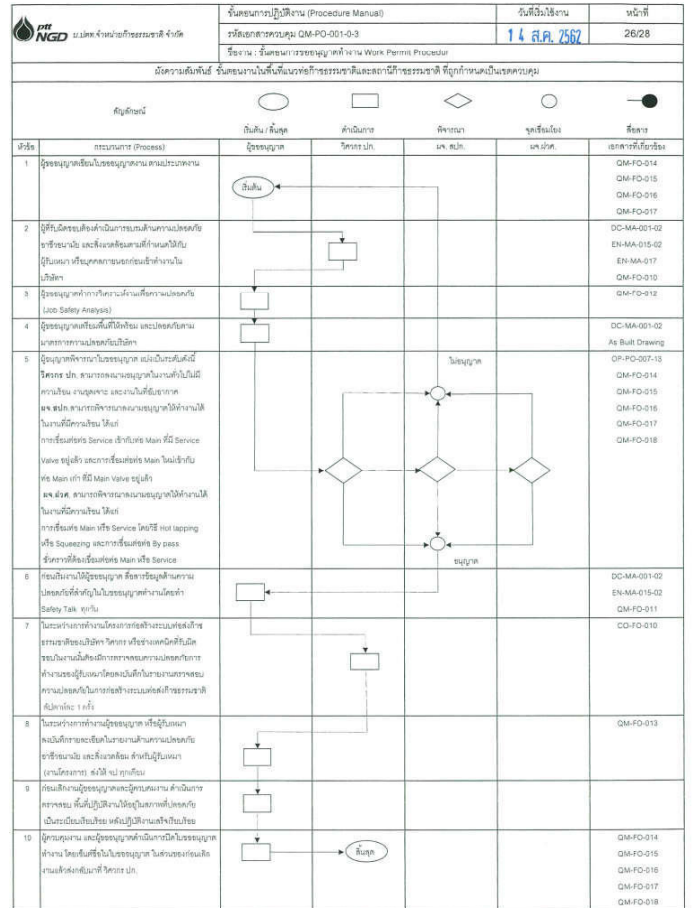 ขั้นตอนการปฏิบัติงาน (Procedure Manual)
วันที่เริ่มใช้งาน
หน้าที่
ptt
NGD
บ.ปตท.จำหน่ายก๊าซธรรมชาติ จำกัด
รหัสเอกสารควบคุม QM-PO-001-0-3
1 4 ส.ค. 2562
26/28
ชื่องาน : ขั้นตอนการขออนุญาตทำงาน Work Permit Procedur
ผังความสัมพันธ์ ขั้นตอนงานในพื้นที่แนวท่อก๊าซธรรมชาติและสถานีก๊าซธรรมชาติ ที่ถูกกำหนดเป็นเขตควบคุม
สัญลักษณ์
เริ่มต้น / สิ้นสุด
ดำเนินการ
พิจารณา
จุดเชื่อมโยง
สื่อสาร
หัวข้อ
กระบวนการ (Process)
ผู้ขออนุญาต
วิศวกร ปก.
ผจ. สปก.
ผจ.ฝวศ.
เอกสารที่เกี่ยวข้อง
1
ผู้ขออนุญาตเขียนใบขออนุญาตงาน ตามประเภทงาน
เริ่มต้น
QM-FO-014
QM-FO-015
QM-FO-016
QM-FO-017
2
ผู้ที่รับผิดชอบต้องดำเนินการอบรมด้านความปลอดภัย
อาชีวอนามัย และสิ่งแวดล้อมตามที่กำหนดให้กับ
ผู้รับเหมา หรือบุคคลภายนอกก่อนเข้าทำงานใน
บริษัทฯ
DC-MA-001-02
EN-MA-015-02
EN-MA-017
QM-FO-010
3
ผู้ขออนุญาตทำการวิเคราะห์งานเพื่อความปลอดภัย
(Job Safety Analysis)
QM-FO-012
4
ผู้ขออนุญาตเตรียมพื้นที่ให้พร้อม และปลอดภัยตาม
มาตรการความปลอดภัยบริษัทฯ
DC-MA-001-02
As Built Drawing
5
ผู้อนุญาตพิจารณาใบขออนุญาต แบ่งเป็นระดับดังนี้
วิศวกร ปก. สามารถลงนามอนุญาตในงานทั่วไปไม่มี
ความร้อน งานขุดเจาะ และงานในที่อับอากาศ
ผจ.สปก.สามารถพิจารณาลงนามอนุญาตให้ทำงานได้
ในงานที่มีความร้อน ได้แก่
การเชื่อมต่อท่อ Service เข้ากับท่อ Main ที่มี Service
Valve อยู่แล้ว และการเชื่อมต่อท่อ Main ใหม่เข้ากับ
ท่อ Main เก่า ที่มี Main Valve อยู่แล้ว
ผจ.ฝวศ. สามารถพิจารณาลงนามอนุญาตให้ทำงานได้
ในงานที่มีความร้อน ได้แก่
การเชื่อมต่อท่อ Main หรือ Service โดยวิธี Hot tapping
หรือ Squeezing และการเชื่อมต่อท่อ By pass
ชั่วคราวที่ต้องเชื่อมต่อท่อ Main หรือ Service
ไม่อนุญาต
อนุญาต
OP-PO-007-13
QM-FO-014
QM-FO-015
QM-FO-016
QM-FO-017
QM-FO-018
6
ก่อนเริ่มงานให้ผู้ขออนุญาต สื่อสารข้อมูลด้านความ
ปลอดภัยที่สำคัญในใบขออนุญาตทำงานโดยทำ
Safety Talk ทุกวัน
DC-MA-001-02
EN-MA-015-02
QM-FO-011
7
ในระหว่างการทำงานโครงการก่อสร้างระบบท่อส่งก๊าซ
ธรรมชาติของบริษัทฯ วิศวกร หรือช่างเทคนิคที่รับผิด
ชอบในงานนั้นต้องมีการตรวจสอบความปลอดภัยการ
ทำงานของผู้รับเหมาโดยลงบันทึกในรายงานตรวจสอบ
ความปลอดภัยในการก่อสร้างระบบท่อส่งก๊าซธรรมชาติ
สัปดาห์ละ 1 ครั้ง
CO-FO-010
8
ในระหว่างการทำงานผู้ขออนุญาต หรือผู้รับเหมา
ลงบันทึกรายละเอียดในรายงานด้านความปลอดภัย
อาชีวอนามัย และสิ่งแวดล้อม สำหรับผู้รับเหมา
(งานโครงการ) ส่งให้ จป ทุกเดือน
QM-FO-013
9
ก่อนเลิกงานผู้ขออนุญาตและผู้ควบคุมงาน ดำเนินการ
ตรวจสอบ พื้นที่ปฏิบัติงานให้อยู่ในสภาพที่ปลอดภัย
เป็นระเบียบเรียบร้อย หลังปฏิบัติงานเสร็จเรียบร้อย
10
ผู้ควบคุมงาน และผู้ขออนุญาตดำเนินการปิดใบขออนุญาต
ทำงาน โดยเซ็นต์ชื่อในใบขออนุญาต ในส่วนของก่อนเลิก
งานแล้วส่งกลับมาที่ วิศวกร ปก.
สิ้นสุด
QM-FO-014
QM-FO-015
QM-FO-016
QM-FO-017
QM-FO-018